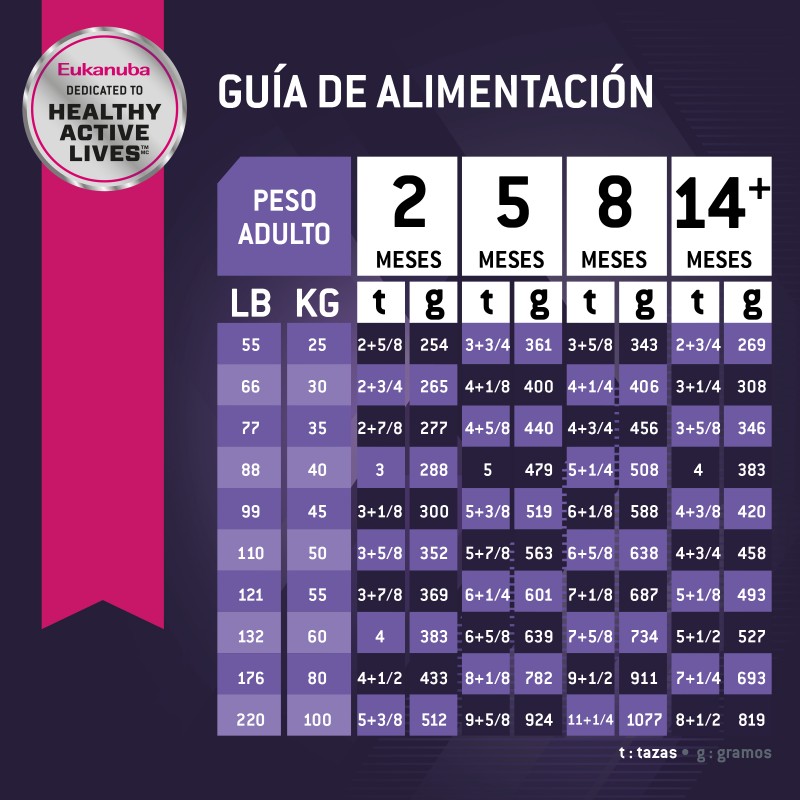 Eukanuba
DEDICATED TO
HEALTHY
ACTIVE
LIVES™
MC
GUÍA DE ALIMENTACIÓN
PESO
ADULTO
2
MESES
5
MESES
8
MESES
14+
MESES
LB KG t g t g t g t g
55 25 2+5/8 254 3+3/4 361 3+5/8 343 2+3/4 269
66 30 2+3/4 265 4+1/8 400 4+1/4 406 3+1/4 308
77 35 2+7/8 277 4+5/8 440 4+3/4 456 3+5/8 346
88 40 3 288 5 479 5+1/4 508 4 383
99 45 3+1/8 300 5+3/8 519 6+1/8 588 4+3/8 420
110 50 3+5/8 352 5+7/8 563 6+5/8 638 4+3/4 458
121 55 3+7/8 369 6+1/4 601 7+1/8 687 5+1/8 493
132 60 4 383 6+5/8 639 7+5/8 734 5+1/2 527
176 80 4+1/2 433 8+1/8 782 9+1/2 911 7+1/4 693
220 100 5+3/8 512 9+5/8 924 11+1/4 1077 8+1/2 819
t : tazas • g : gramos